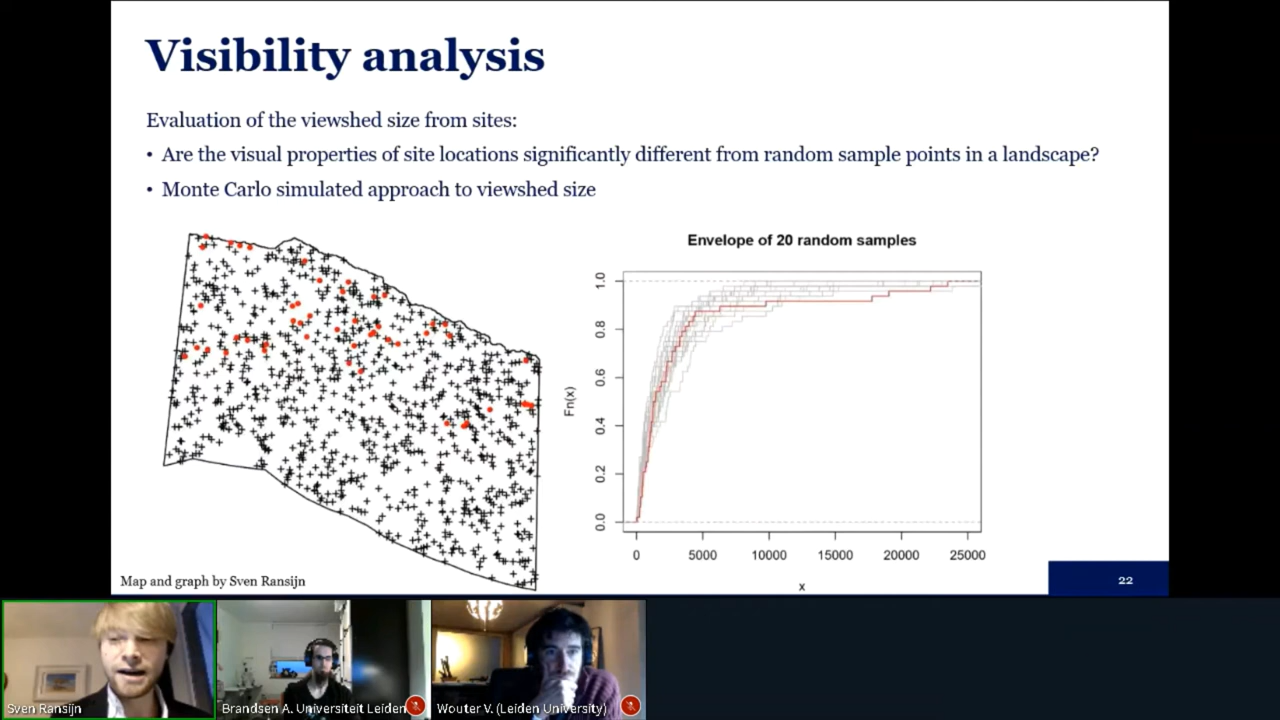 Visibility analysis
Evaluation of the viewshed size from sites:
• Are the visual properties of site locations significantly different from random sample points in a landscape?
• Monte Carlo simulated approach to viewshed size
Envelope of 20 random samples
Fn(x)
1.0
0.8
0.6
0.4
0.2
0.0
0 5000 10000 15000 20000 25000
x
Map and graph by Sven Ransijn
22
Sven Ransijn
Brandsen A. Universiteit Leiden
Wouter V. (Leiden University)